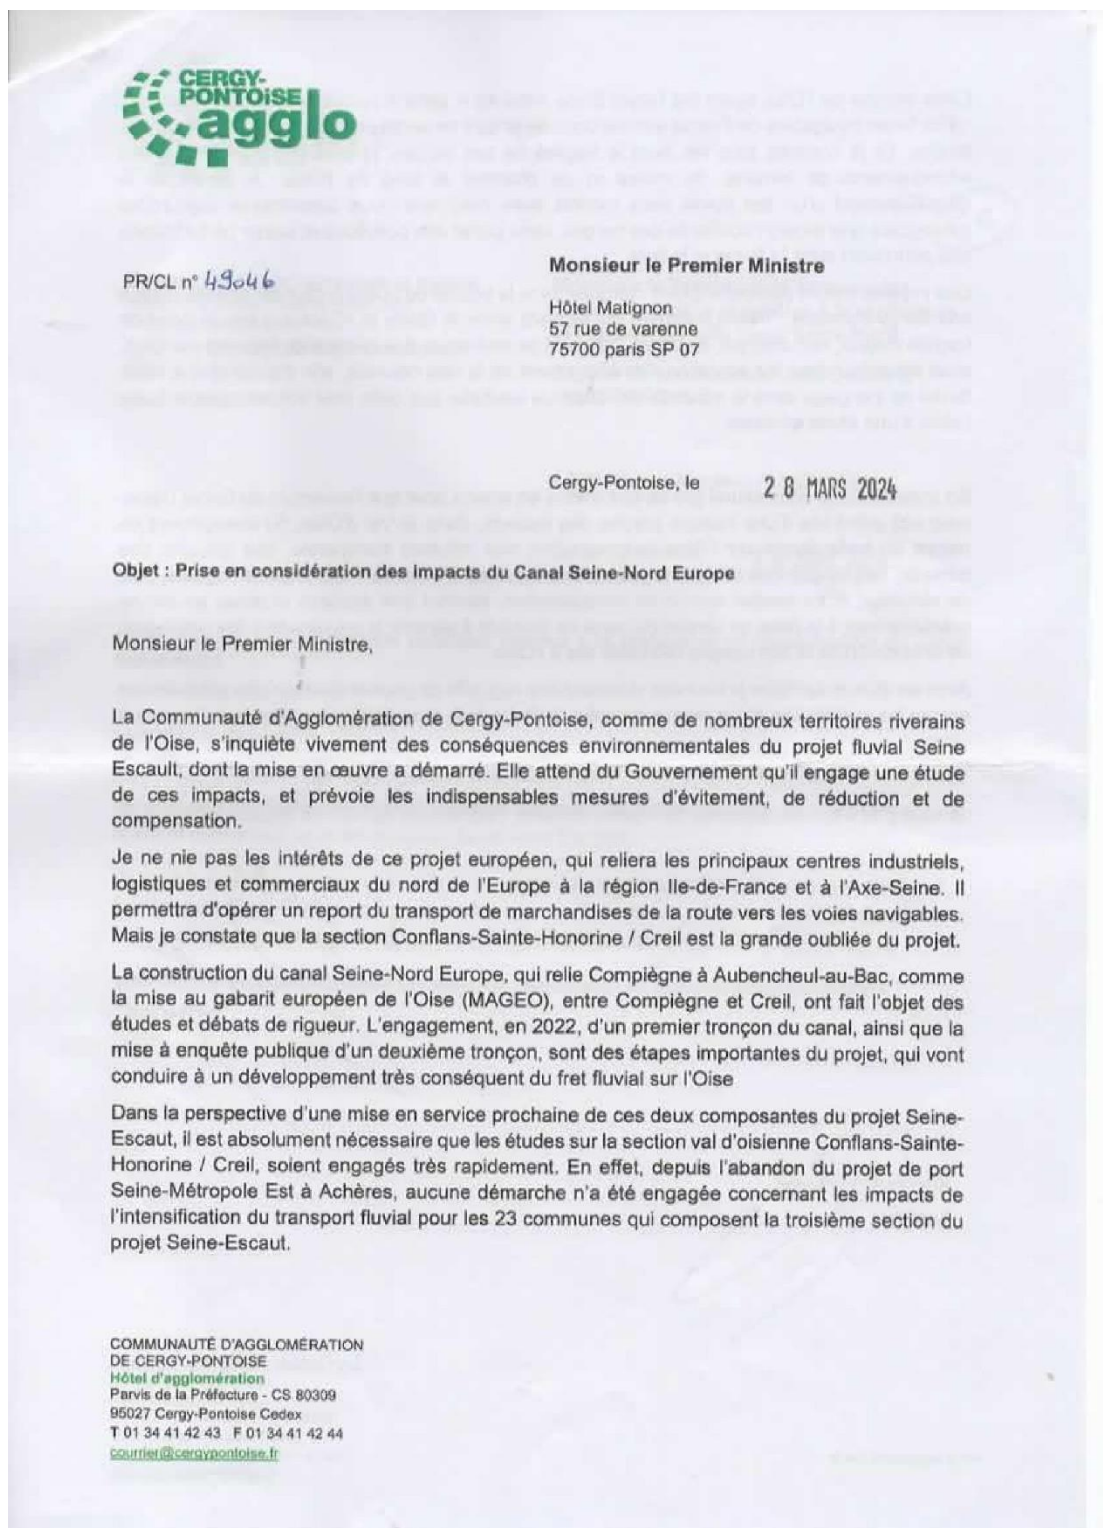 CERGY-
PONTOISE
agglo
PR/CL n° 49046
Monsieur le Premier Ministre
Hôtel Matignon
57 rue de varenne
75700 paris SP 07
Cergy-Pontoise, le 28 MARS 2024
Objet : Prise en considération des impacts du Canal Seine-Nord Europe
Monsieur le Premier Ministre,
La Communauté d'Agglomération de Cergy-Pontoise, comme de nombreux territoires riverains
de l'Oise, s'inquiète vivement des conséquences environnementales du projet fluvial Seine
Escault, dont la mise en œuvre a démarré. Elle attend du Gouvernement qu'il engage une étude
de ces impacts, et prévoie les indispensables mesures d'évitement, de réduction et de
compensation.
Je ne nie pas les intérêts de ce projet européen, qui reliera les principaux centres industriels,
logistiques et commerciaux du nord de l'Europe à la région Ile-de-France et à l'Axe-Seine. Il
permettra d'opérer un report du transport de marchandises de la route vers les voies navigables.
Mais je constate que la section Conflans-Sainte-Honorine / Creil est la grande oubliée du projet.
La construction du canal Seine-Nord Europe, qui relie Compiègne à Aubencheul-au-Bac, comme
la mise au gabarit européen de l'Oise (MAGEO), entre Compiègne et Creil, ont fait l'objet des
études et débats de rigueur. L'engagement, en 2022, d'un premier tronçon du canal, ainsi que la
mise à enquête publique d'un deuxième tronçon, sont des étapes importantes du projet, qui vont
conduire à un développement très conséquent du fret fluvial sur l'Oise
Dans la perspective d'une mise en service prochaine de ces deux composantes du projet Seine-
Escaut, il est absolument nécessaire que les études sur la section val d'oisienne Conflans-Sainte-
Honorine / Creil, soient engagés très rapidement. En effet, depuis l'abandon du projet de port
Seine-Métropole Est à Achères, aucune démarche n'a été engagée concernant les impacts de
l'intensification du transport fluvial pour les 23 communes qui composent la troisième section du
projet Seine-Escaut.
COMMUNAUTÉ D'AGGLOMÉRATION
DE CERGY-PONTOISE
Hôtel d'agglomération
Parvis de la Préfecture - CS 80309
95027 Cergy-Pontoise Cedex
T 01 34 41 42 43 F 01 34 41 42 44
courrier@cergypontoise.fr